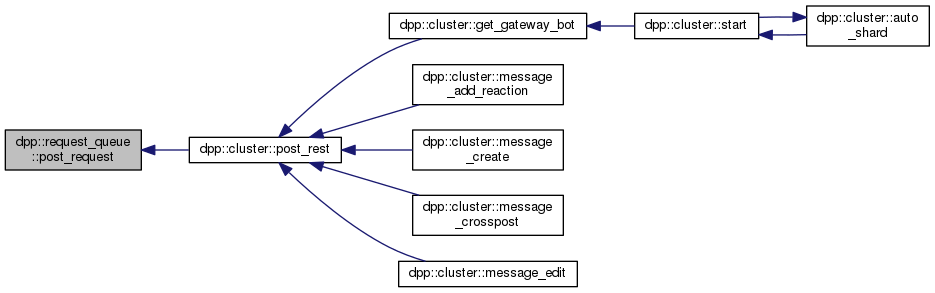 dpp::request_queue
::post_request
dpp::cluster::post_rest
dpp::cluster::get_gateway_bot
dpp::cluster::start
dpp::cluster::auto
_shard
dpp::cluster::message
_add_reaction
dpp::cluster::message
_create
dpp::cluster::message
_crosspost
dpp::cluster::message_edit